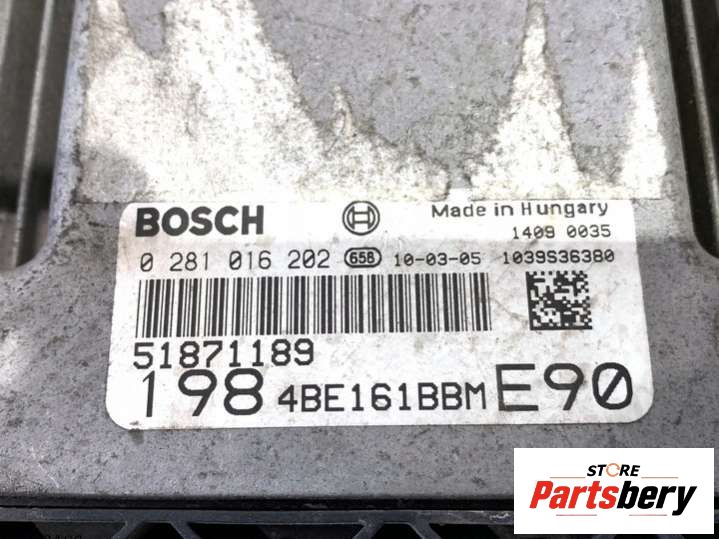 BOSCH Made in Hungary
1409 0035
0 281 016 202 658 10-03-05 1039S36380
51871189
198 4BE161BBM E90
STORE
Partsbery